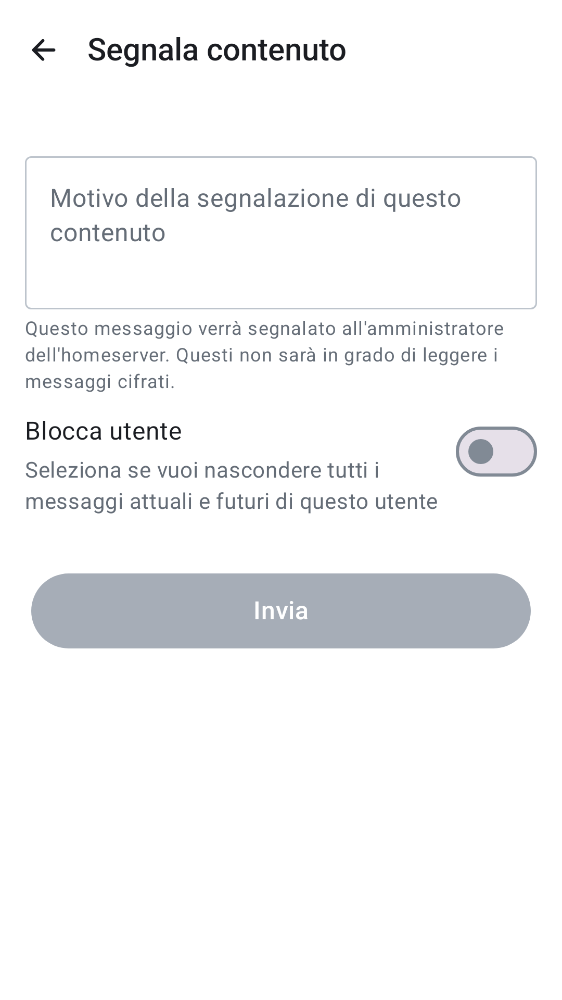 Segnala contenuto
Motivo della segnalazione di questo
contenuto
Questo messaggio verrà segnalato all'amministratore
dell'homeserver. Questi non sarà in grado di leggere i
messaggi cifrati.
Blocca utente
Seleziona se vuoi nascondere tutti i
messaggi attuali e futuri di questo utente
Invia